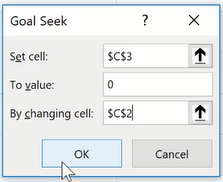 Goal Seek ? ×
Set cell: $C$3
To value: 0
By changing cell: $C$2
OK Cancel